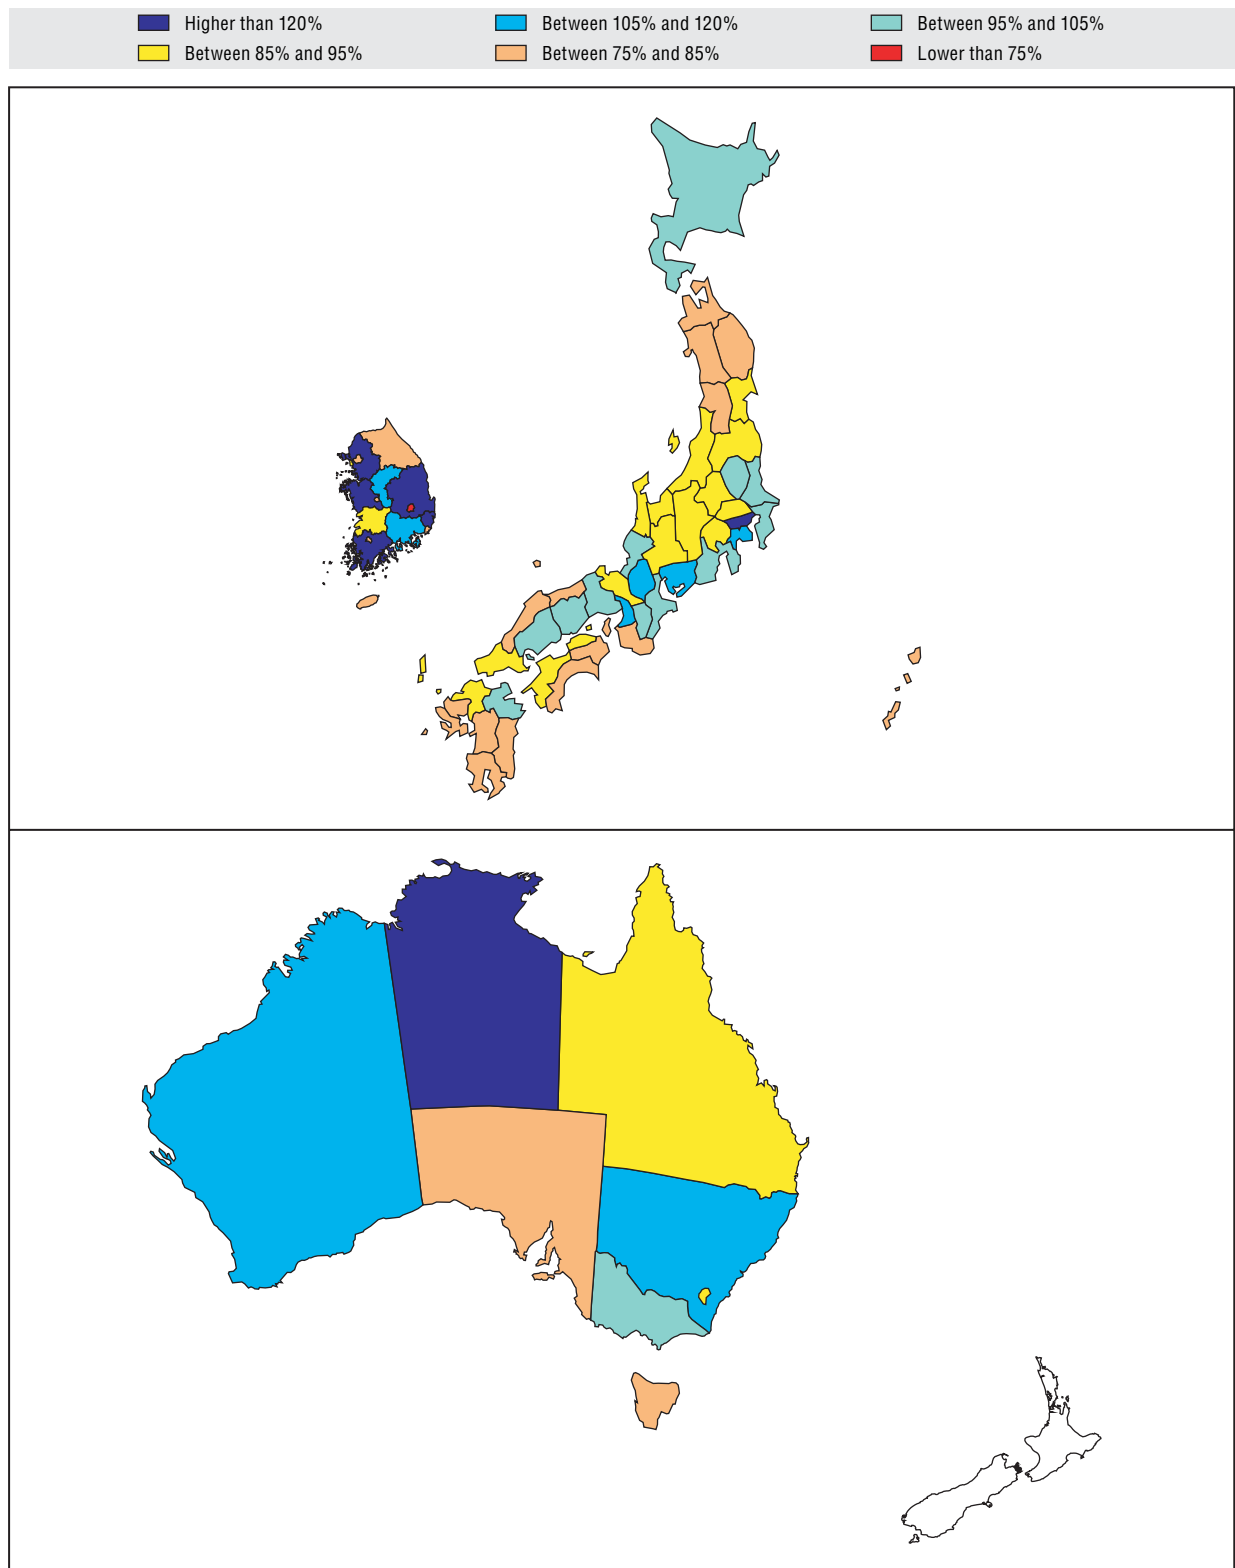 Higher than 120% Between 105% and 120% Between 95% and 105%
Between 85% and 95% Between 75% and 85% Lower than 75%